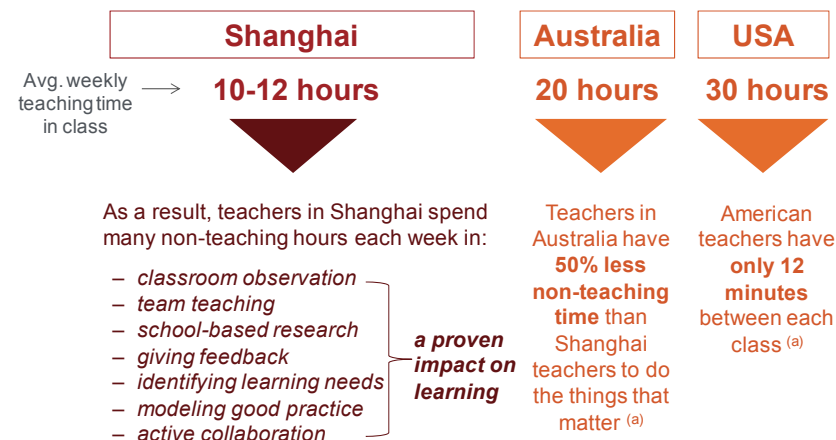 Shanghai
Australia
USA
Avg. weekly
teaching time
in class
10-12 hours
20 hours
30 hours
As a result, teachers in Shanghai spend
many non-teaching hours each week in:
– classroom observation
– team teaching
– school-based research
– giving feedback
– identifying learning needs
– modeling good practice
– active collaboration
a proven
impact on
learning
Teachers in
Australia have
50% less
non-teaching
time than
Shanghai
teachers to do
the things that
matter (a)
American
teachers have
only 12
minutes
between each
class (a)